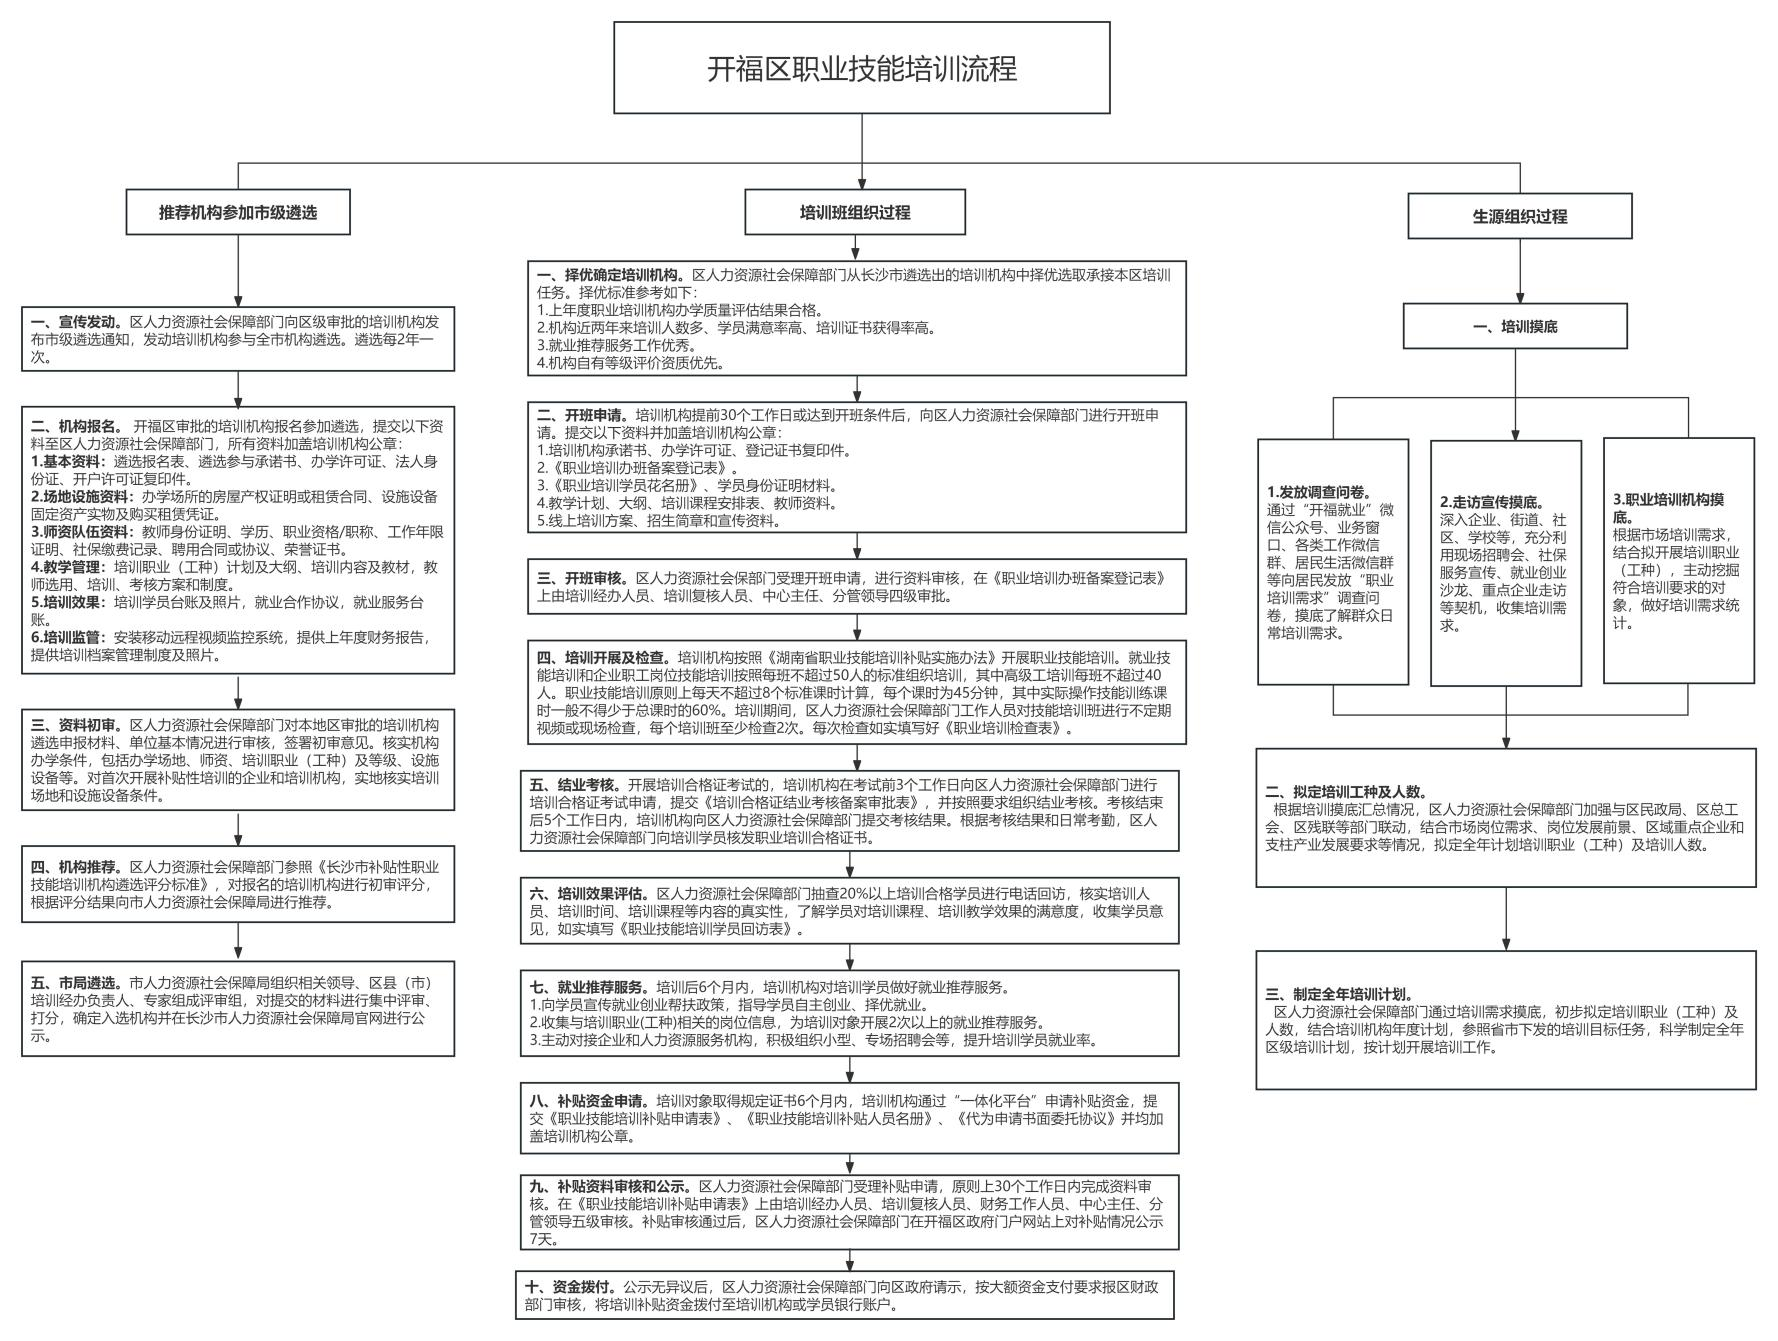 开福区职业技能培训流程
推荐机构参加市级遴选
一、宣传发动。区人力资源社会保障部门向区级审批的培训机构发
布市级遴选通知，发动培训机构参与全市机构遴选。遴选每2年一
次。
二、机构报名。 开福区审批的培训机构报名参加遴选，提交以下资
料至区人力资源社会保障部门，所有资料加盖培训机构公章：
1.基本资料：遴选报名表、遴选参与承诺书、办学许可证、法人身
份证、开户许可证复印件。
2.场地设施资料：办学场所的房屋产权证明或租赁合同、设施设备
固定资产实物及购买租赁凭证。
3.师资队伍资料：教师身份证明、学历、职业资格/职称、工作年限
证明、社保缴费记录、聘用合同或协议、荣誉证书。
4.教学管理：培训职业（工种）计划及大纲、培训内容及教材，教
师选用、培训、考核方案和制度。
5.培训效果：培训学员台账及照片，就业合作协议，就业服务台
账。
6.培训监管：安装移动远程视频监控系统，提供上年度财务报告，
提供培训档案管理制度及照片。
三、资料初审。区人力资源社会保障部门对本地区审批的培训机构
遴选申报材料、单位基本情况进行审核，签署初审意见。核实机构
办学条件，包括办学场地、师资、培训职业（工种）及等级、设施
设备等。对首次开展补贴性培训的企业和培训机构，实地核实培训
场地和设施设备条件。
四、机构推荐。区人力资源社会保障部门参照《长沙市补贴性职业
技能培训机构遴选评分标准》，对报名的培训机构进行初审评分，
根据评分结果向市人力资源社会保障局进行推荐。
五、市局遴选。市人力资源社会保障局组织相关领导、区县（市）
培训经办负责人、专家组成评审组，对提交的材料进行集中评审、
打分，确定入选机构并在长沙市人力资源社会保障局官网进行公
示。
培训班组织过程
一、择优确定培训机构。区人力资源社会保障部门从长沙市遴选出的培训机构中择优选取承接本区培训
任务。择优标准参考如下：
1.上年度职业培训机构办学质量评估结果合格。
2.机构近两年来培训人数多、学员满意率高、培训证书获得率高。
3.就业推荐服务工作优秀。
4.机构自有等级评价资质优先。
二、开班申请。培训机构提前30个工作日或达到开班条件后，向区人力资源社会保障部门进行开班申
请。提交以下资料并加盖培训机构公章：
1.培训机构承诺书、办学许可证、登记证书复印件。
2.《职业培训办班备案登记表》。
3.《职业培训学员花名册》、学员身份证明材料。
4.教学计划、大纲、培训课程安排表、教师资料。
5.线上培训方案、招生简章和宣传资料。
三、开班审核。区人力资源社会保部门受理开班申请，进行资料审核，在《职业培训办班备案登记表》
上由培训经办人员、培训复核人员、中心主任、分管领导四级审批。
四、培训开展及检查。培训机构按照《湖南省职业技能培训补贴实施办法》开展职业技能培训。就业技
能培训和企业职工岗位技能培训按照每班不超过50人的标准组织培训，其中高级工培训每班不超过40
人。职业技能培训原则上每天不超过8个标准课时计算，每个课时为45分钟，其中实际操作技能训练课
时一般不得少于总课时的60%。培训期间，区人力资源社会保障部门工作人员对技能培训班进行不定期
视频或现场检查，每个培训班至少检查2次。每次检查如实填写好《职业培训检查表》。
五、结业考核。开展培训合格证考试的，培训机构在考试前3个工作日向区人力资源社会保障部门进行
培训合格证考试申请，提交《培训合格证结业考核备案审批表》，并按照要求组织结业考核。考核结束
后5个工作日内，培训机构向区人力资源社会保障部门提交考核结果。根据考核结果和日常考勤，区人
力资源社会保障部门向培训学员核发职业培训合格证书。
六、培训效果评估。区人力资源社会保障部门抽查20%以上培训合格学员进行电话回访，核实培训人
员、培训时间、培训课程等内容的真实性，了解学员对培训课程、培训教学效果的满意度，收集学员意
见，如实填写《职业技能培训学员回访表》。
七、就业推荐服务。培训后6个月内，培训机构对培训学员做好就业推荐服务。
1.向学员宣传就业创业帮扶政策，指导学员自主创业、择优就业。
2.收集与培训职业(工种)相关的岗位信息，为培训对象开展2次以上的就业推荐服务。
3.主动对接企业和人力资源服务机构，积极组织小型、专场招聘会等，提升培训学员就业率。
八、补贴资金申请。培训对象取得规定证书6个月内，培训机构通过“一体化平台”申请补贴资金，提
交《职业技能培训补贴申请表》、《职业技能培训补贴人员名册》、《代为申请书面委托协议》并均加
盖培训机构公章。
九、补贴资料审核和公示。区人力资源社会保障部门受理补贴申请，原则上30个工作日内完成资料审
核。在《职业技能培训补贴申请表》上由培训经办人员、培训复核人员、财务工作人员、中心主任、分
管领导五级审核。补贴审核通过后，区人力资源社会保障部门在开福区政府门户网站上对补贴情况公示
7天。
十、资金拨付。公示无异议后，区人力资源社会保障部门向区政府请示，按大额资金支付要求报区财政
部门审核，将培训补贴资金拨付至培训机构或学员银行账户。
生源组织过程
一、培训摸底
1.发放调查问卷。
通过“开福就业”微
信公众号、业务窗
口、各类工作微信
群、居民生活微信群
等向居民发放“职业
培训需求”调查问
卷，摸底了解群众日
常培训需求。
2.走访宣传摸底。
深入企业、街道、社
区、学校等，充分利
用现场招聘会、社保
服务宣传、就业创业
沙龙、重点企业走访
等契机，收集培训需
求。
3.职业培训机构摸
底。
根据市场培训需求，
结合拟开展培训职业
（工种），主动挖掘
符合培训要求的对
象，做好培训需求统
计。
二、拟定培训工种及人数。
根据培训摸底汇总情况，区人力资源社会保障部门加强与区民政局、区总工
会、区残联等部门联动，结合市场岗位需求、岗位发展前景、区域重点企业和
支柱产业发展要求等情况，拟定全年计划培训职业（工种）及培训人数。
三、制定全年培训计划。
区人力资源社会保障部门通过培训需求摸底，初步拟定培训职业（工种）及
人数，结合培训机构年度计划，参照省市下发的培训目标任务，科学制定全年
区级培训计划，按计划开展培训工作。